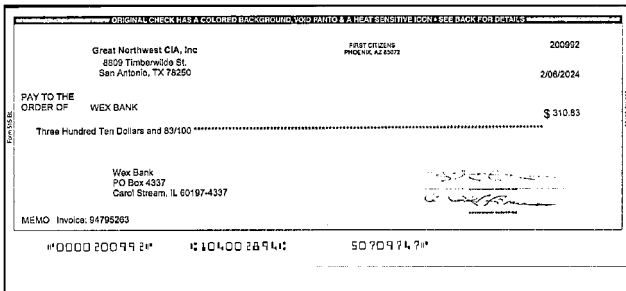 ORIGINAL CHECK HAS A COLORED BACKGROUND, VOID PANTO & A HEAT SENSITIVE ICON • SEE BACK FOR DETAILS
Great Northwest CIA, Inc
8809 Timberwilde St.
San Antonio, TX 78250
FIRST CITIZENS
PHOENIX, AZ 85072
200992
2/06/2024
PAY TO THE
ORDER OF WEX BANK
$ 310.83
Three Hundred Ten Dollars and 83/100
Wex Bank
PO Box 4337
Carol Stream, IL 60197-4337
MEMO Invoice: 94795263
⑈0000200992⑈ ⑆104002894⑆ 50709747⑈